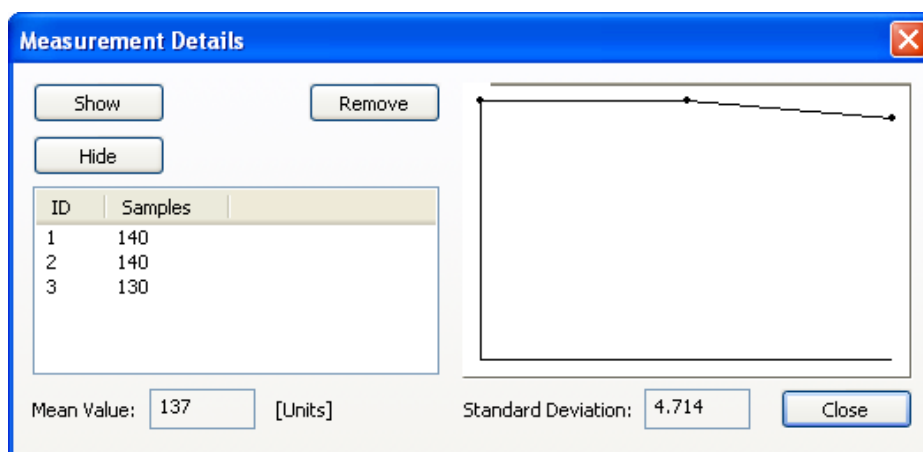 Measurement Details
Show
Remove
Hide
ID Samples
1 140
2 140
3 130
Mean Value: 137 [Units]
Standard Deviation: 4.714
Close